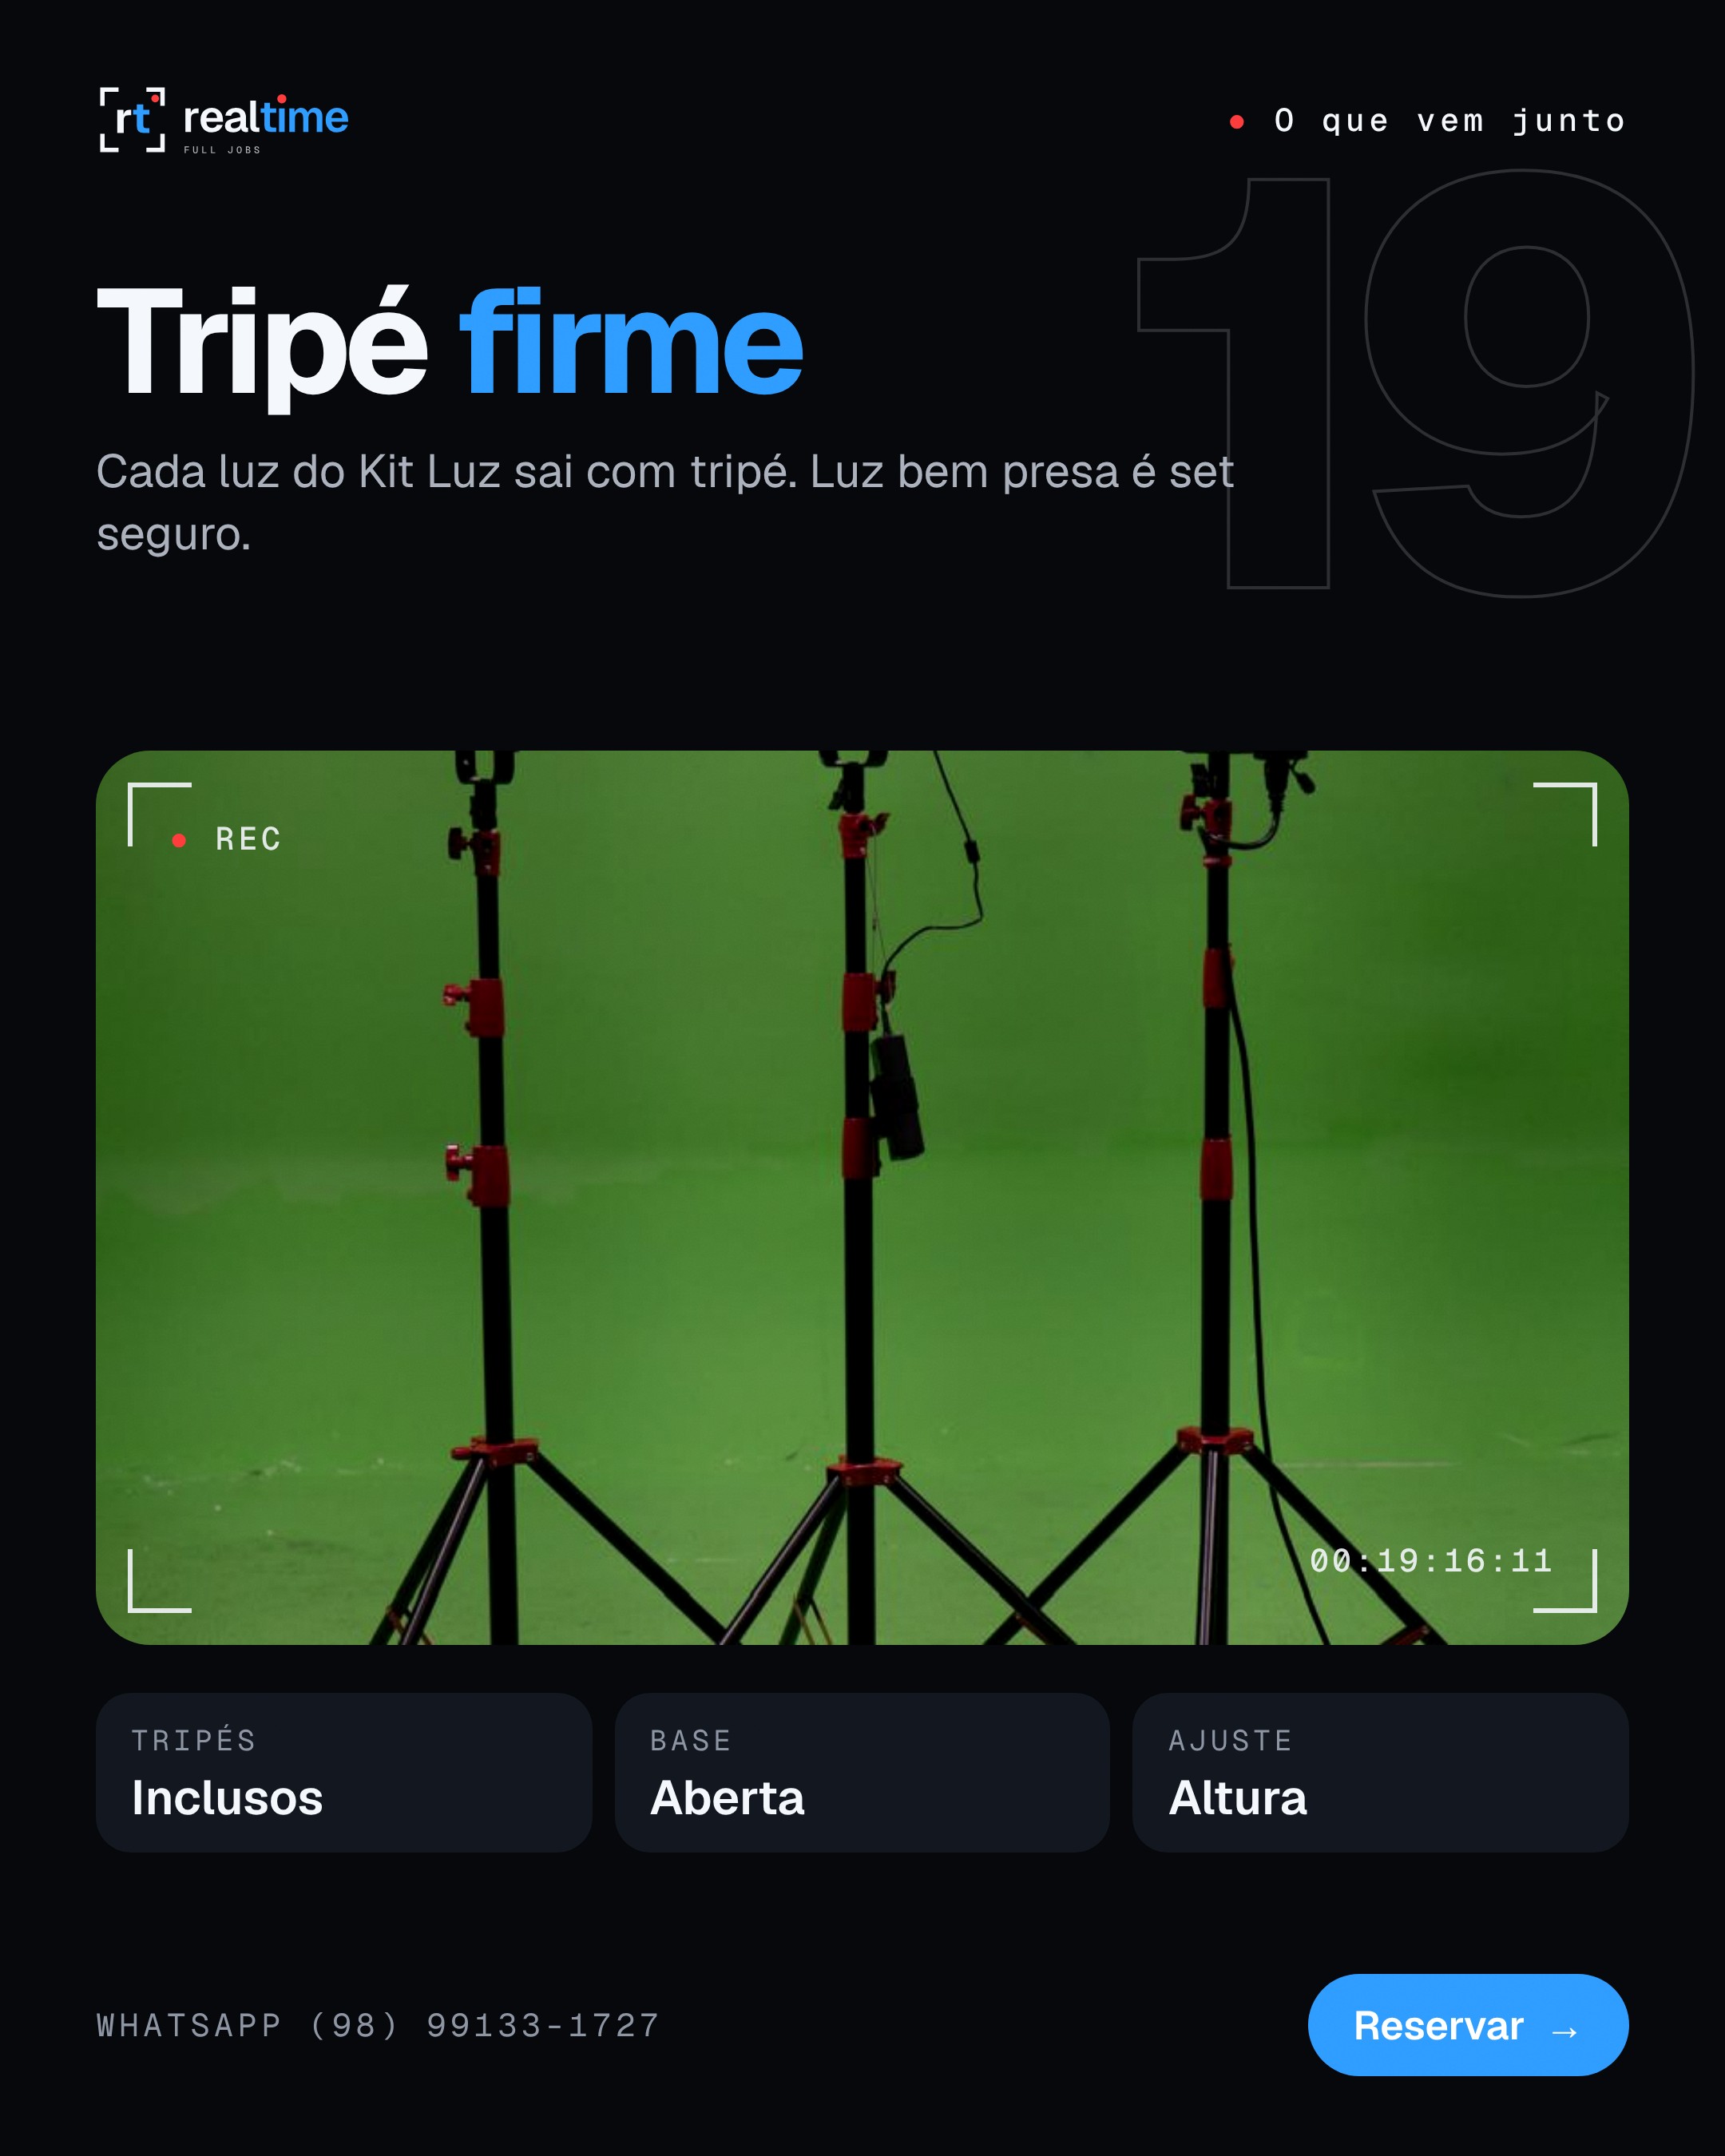 rt realtime
FULL JOBS
O que vem junto
19
Tripé firme
Cada luz do Kit Luz sai com tripé. Luz bem presa é set
seguro.
REC
00:19:16:11
TRIPÉS
Inclusos
BASE
Aberta
AJUSTE
Altura
WHATSAPP (98) 99133-1727
Reservar →